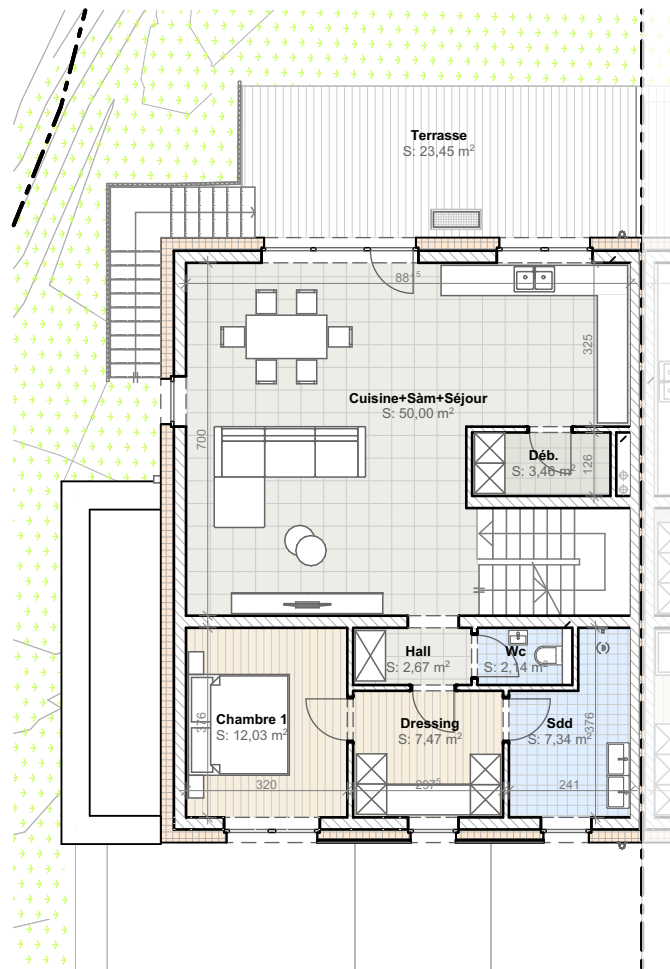 Terrasse
S: 23,45 m²
881⁵
325
Cuisine+Sàm+Séjour
S: 50,00 m²
700
Déb.
S: 3,46 m²
126
Hall
S: 2,67 m²
Wc
S: 2,14 m²
Chambre 1
S: 12,03 m²
376
Dressing
S: 7,47 m²
Sdd
S: 7,34 m²
376
320
297⁵
241